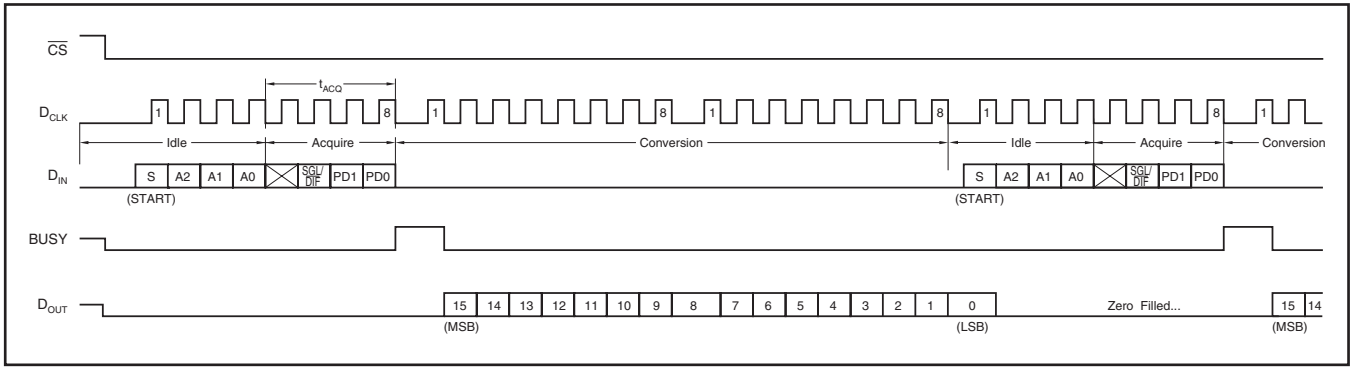 CS
tACQ
DCLK 1 8 1 8 1 8 1 8 1
Idle Acquire Conversion Idle Acquire Conversion
DIN S A2 A1 A0 SGL/DIF PD1 PD0 S A2 A1 A0 SGL/DIF PD1 PD0
(START) (START)
BUSY
DOUT 15 14 13 12 11 10 9 8 7 6 5 4 3 2 1 0 Zero Filled... 15 14
(MSB) (LSB) (MSB)